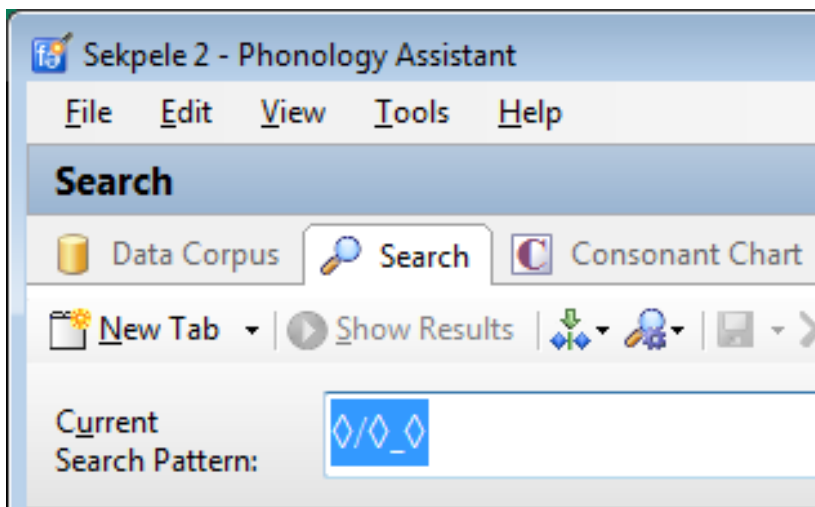 Sekpele 2 - Phonology Assistant
File Edit View Tools Help
Search
Data Corpus Search C Consonant Chart
New Tab Show Results
Current
Search Pattern:
◊/◊_◊